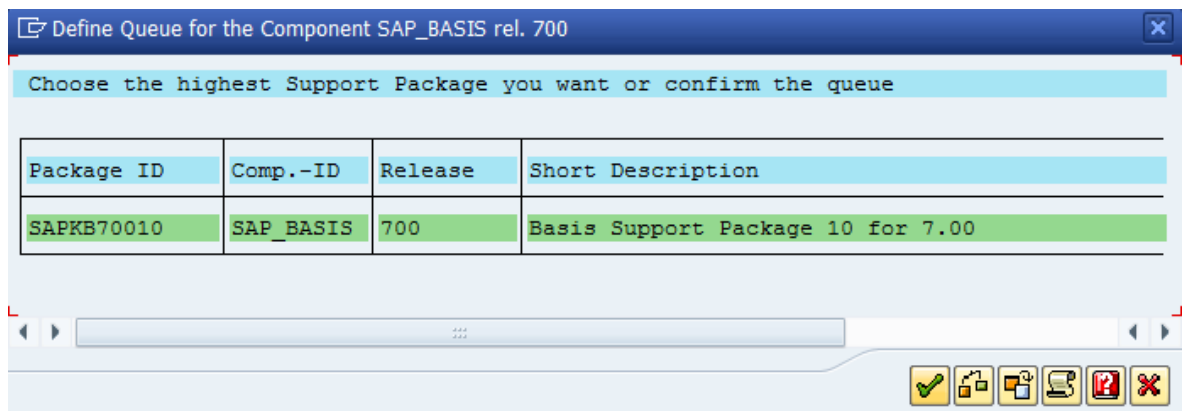 Define Queue for the Component SAP_BASIS rel. 700
Choose the highest Support Package you want or confirm the queue
Package ID Comp.-ID Release Short Description
SAPKB70010 SAP_BASIS 700 Basis Support Package 10 for 7.00